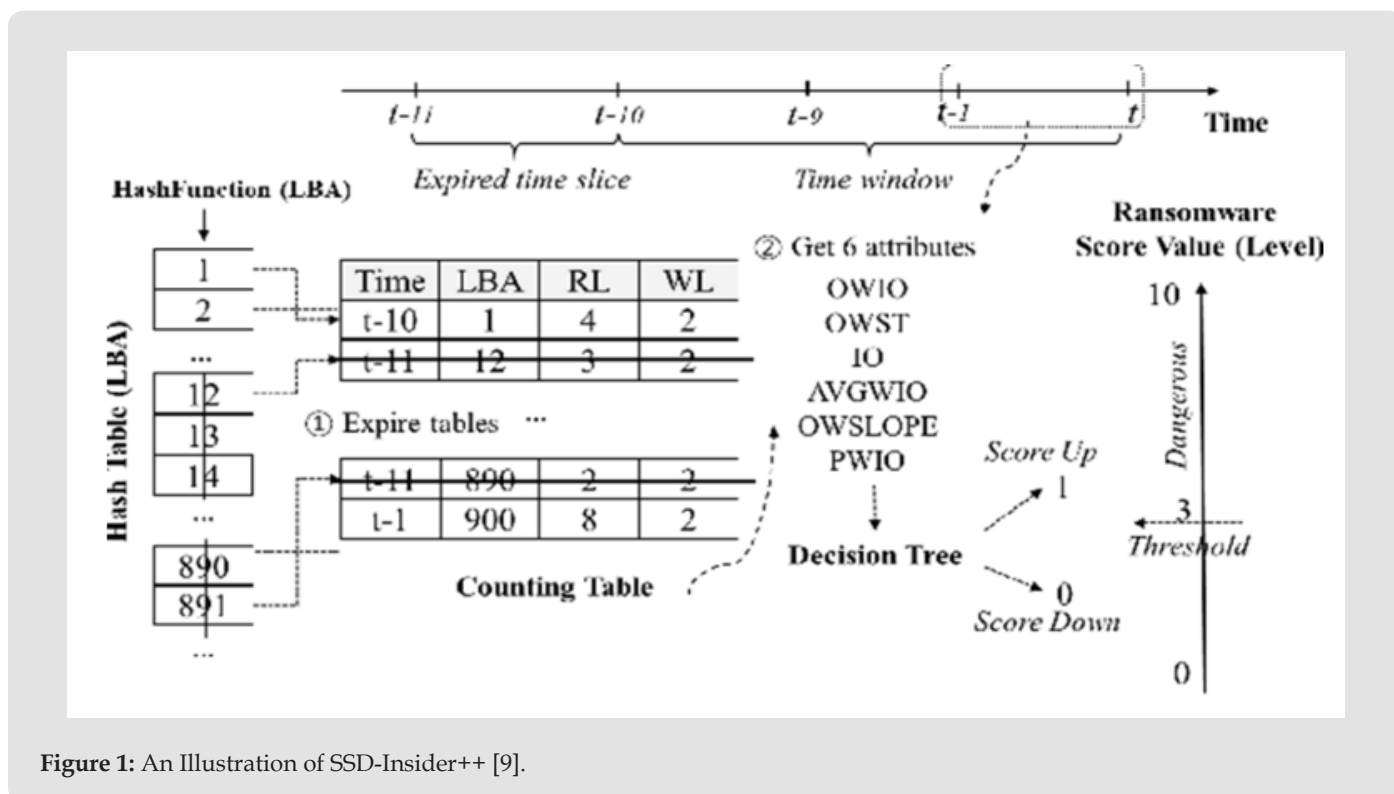 t-11 t-10 t-9 t-1 t
Time
Expired time slice Time window
HashFunction (LBA)
Hash Table (LBA)
1
2
...
12
13
14
...
890
891
...
Time LBA RL WL
t-10 1 4 2
t-11 12 3 2
① Expire tables ...
t-11 890 2 2
t-1 900 8 2
Counting Table
② Get 6 attributes
OWIO
OWST
IO
AVGWIO
OWSLOPE
PWIO
Decision Tree
Score Up
1
0
Score Down
Ransomware
Score Value (Level)
10
Dangerous
3
Threshold
0
Figure 1: An Illustration of SSD-Insider++ [9].